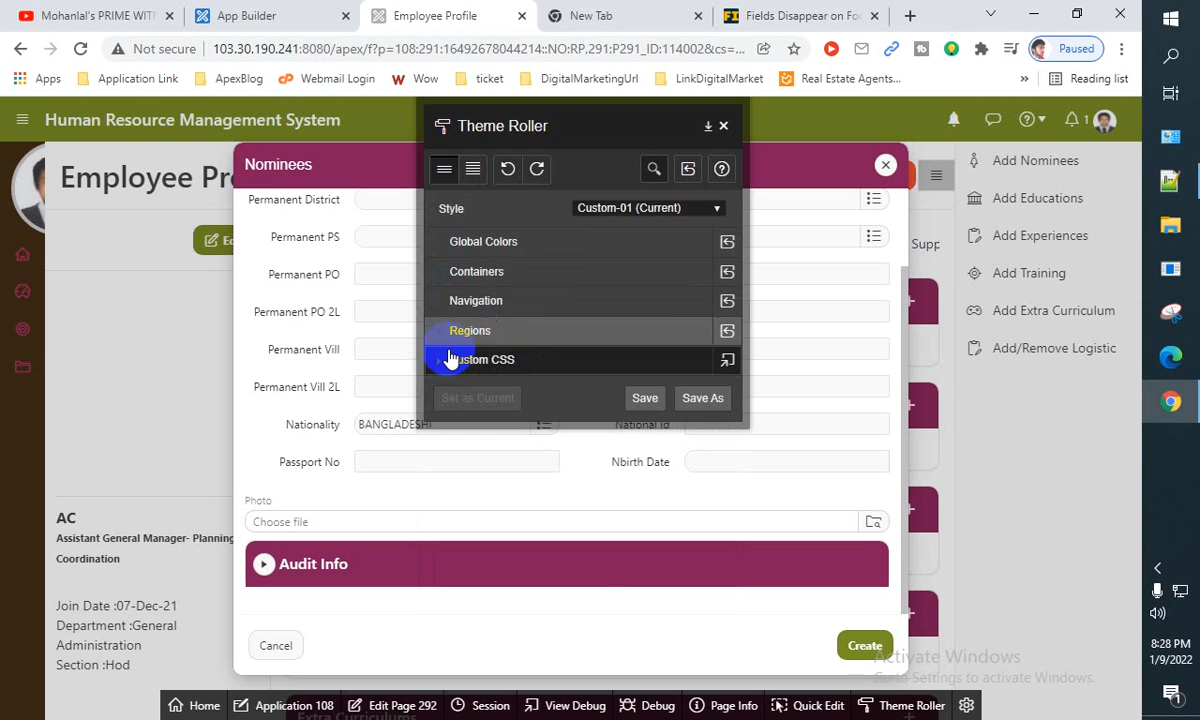 Mohanlal's PRIME WIT
App Builder
Employee Profile
New Tab
Fields Disappear on Fo
Not secure
103.30.190.241:8080/apex/f?p=108:291:16492678044214::NO:RP,291:P291_ID:114002&cs=...
Paused
Apps
Application Link
ApexBlog
Webmail Login
Wow
ticket
DigitalMarketingUrl
LinkDigitalMarket
Real Estate Agents...
»
Reading list
Human Resource Management System
1
Employee Pr
Nominees
Theme Roller
Style
Custom-01 (Current)
Global Colors
Containers
Navigation
Regions
ustom CSS
Set as Current
Save
Save As
Permanent District
Permanent PS
Permanent PO
Permanent PO 2L
Permanent Vill
Permanent Vill 2L
Nationality
BANGLADESHI
National Id
Passport No
Nbirth Date
Photo
Choose file
Audit Info
Cancel
Create
Add Nominees
Add Educations
Add Experiences
Add Training
Add Extra Curriculum
Add/Remove Logistic
Supp
AC
Assistant General Manager- Planning
Coordination
Join Date :07-Dec-21
Department :General
Administration
Section :Hod
Activate Windows
Go to Settings to activate Windows.
Extra Curriculums
Home
Application 108
Edit Page 292
Session
View Debug
Debug
Page Info
Quick Edit
Theme Roller
8:28 PM
1/9/2022
1